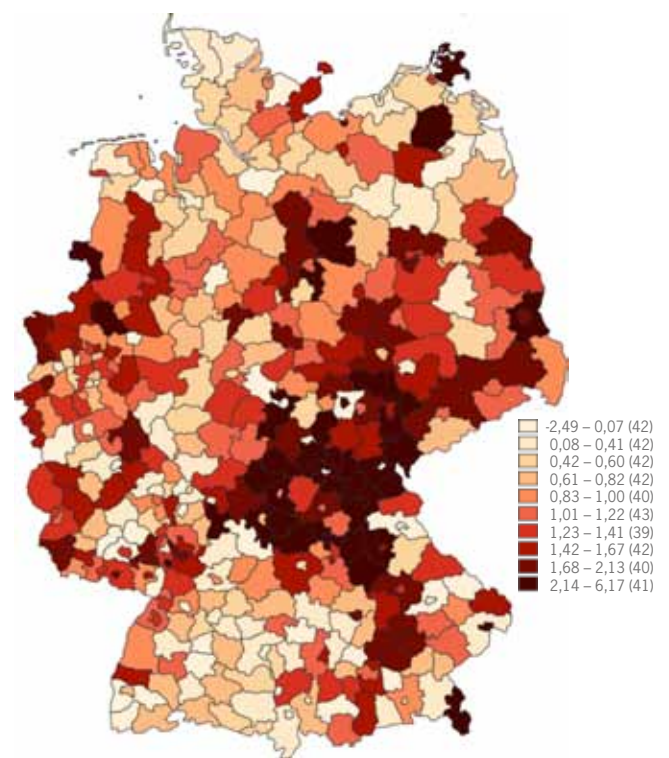 -2,49 – 0,07 (42)
0,08 – 0,41 (42)
0,42 – 0,60 (42)
0,61 – 0,82 (42)
0,83 – 1,00 (40)
1,01 – 1,22 (43)
1,23 – 1,41 (39)
1,42 – 1,67 (42)
1,68 – 2,13 (40)
2,14 – 6,17 (41)